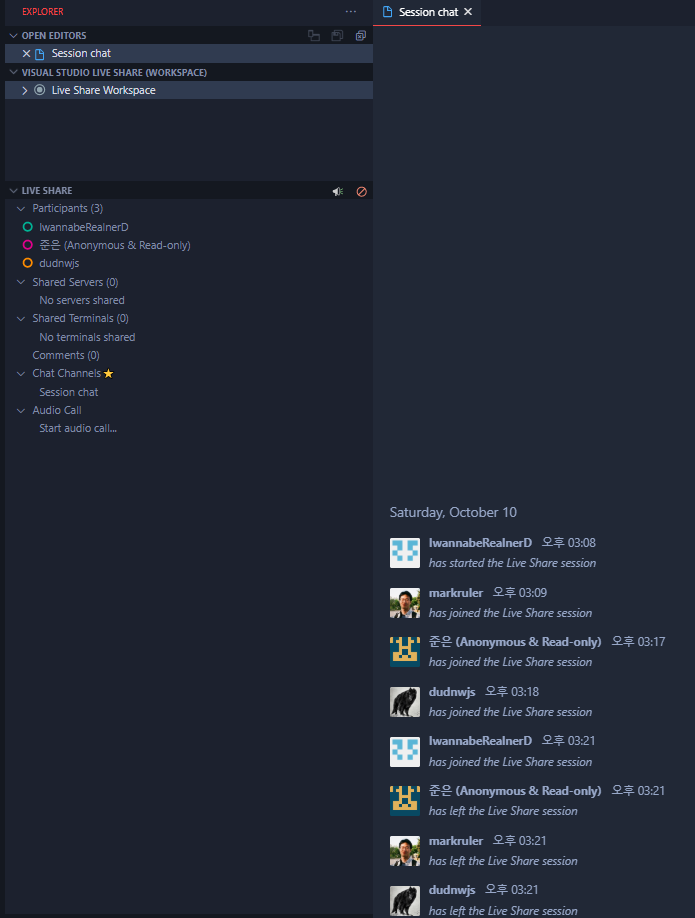 EXPLORER
OPEN EDITORS
Session chat
VISUAL STUDIO LIVE SHARE (WORKSPACE)
Live Share Workspace
LIVE SHARE
Participants (3)
IwannabeRealnerD
준은 (Anonymous & Read-only)
dudnwjs
Shared Servers (0)
No servers shared
Shared Terminals (0)
No terminals shared
Comments (0)
Chat Channels
Session chat
Audio Call
Start audio call...
Session chat
Saturday, October 10
IwannabeRealnerD 오후 03:08
has started the Live Share session
markruler 오후 03:09
has joined the Live Share session
준은 (Anonymous & Read-only) 오후 03:17
has joined the Live Share session
dudnwjs 오후 03:18
has joined the Live Share session
IwannabeRealnerD 오후 03:21
has joined the Live Share session
준은 (Anonymous & Read-only) 오후 03:21
has left the Live Share session
markruler 오후 03:21
has left the Live Share session
dudnwjs 오후 03:21
has left the Live Share session